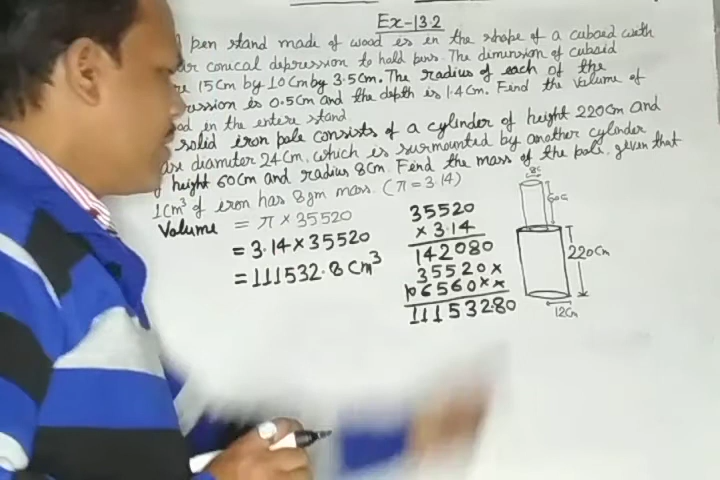 Ex-13.2
pen stand made of wood is in the shape of a cuboid with
conical depression to hold pens. The dimension of cuboid
15cm by 10cm by 3.5cm. The radius of each of the
is 0.5cm and the depth is 1.4cm. Find the volume of
in the entire stand
solid iron pole consists of a cylinder of height 220cm and
diamuter 24cm, which is surmounted by another cylinder
height 60cm and radius 8cm. Find the mass of the pole, given that
1cm³ of iron has 8gm mass. (π = 3.14)
Volume = π × 35520
= 3.14 × 35520
= 111532.8 cm³
35520
× 3.14
142080
35520×
106560××
111532.80
8c
60c
220cm
12cm